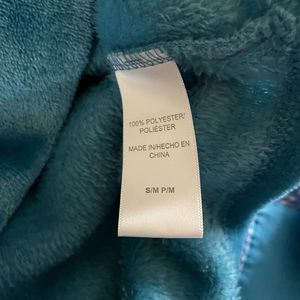 100% POLYESTER/
POLIÉSTER
MADE IN/HECHO EN
CHINA
S/M P/M